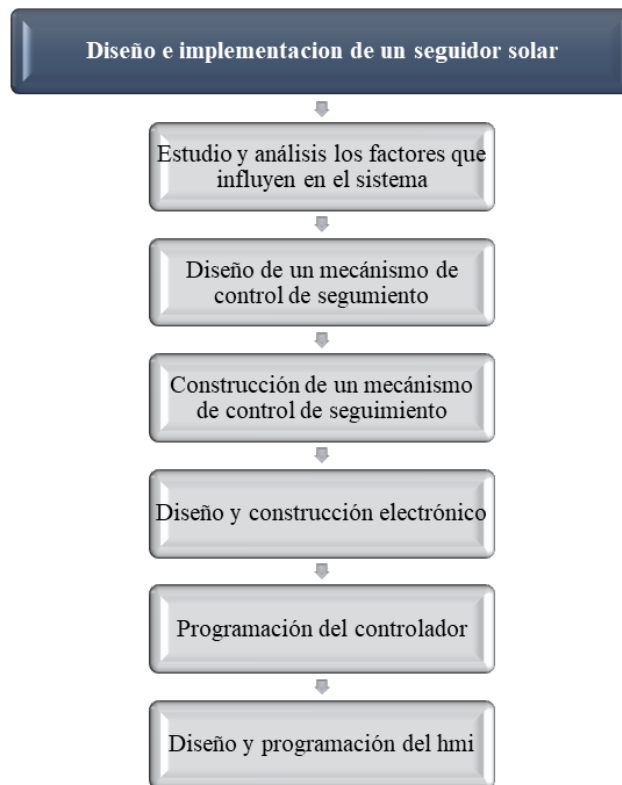 Diseño e implementacion de un seguidor solar
Estudio y análisis los factores que
influyen en el sistema
Diseño de un mecánismo de
control de segumiento
Construcción de un mecánismo
de control de seguimiento
Diseño y construcción electrónico
Programación del controlador
Diseño y programación del hmi